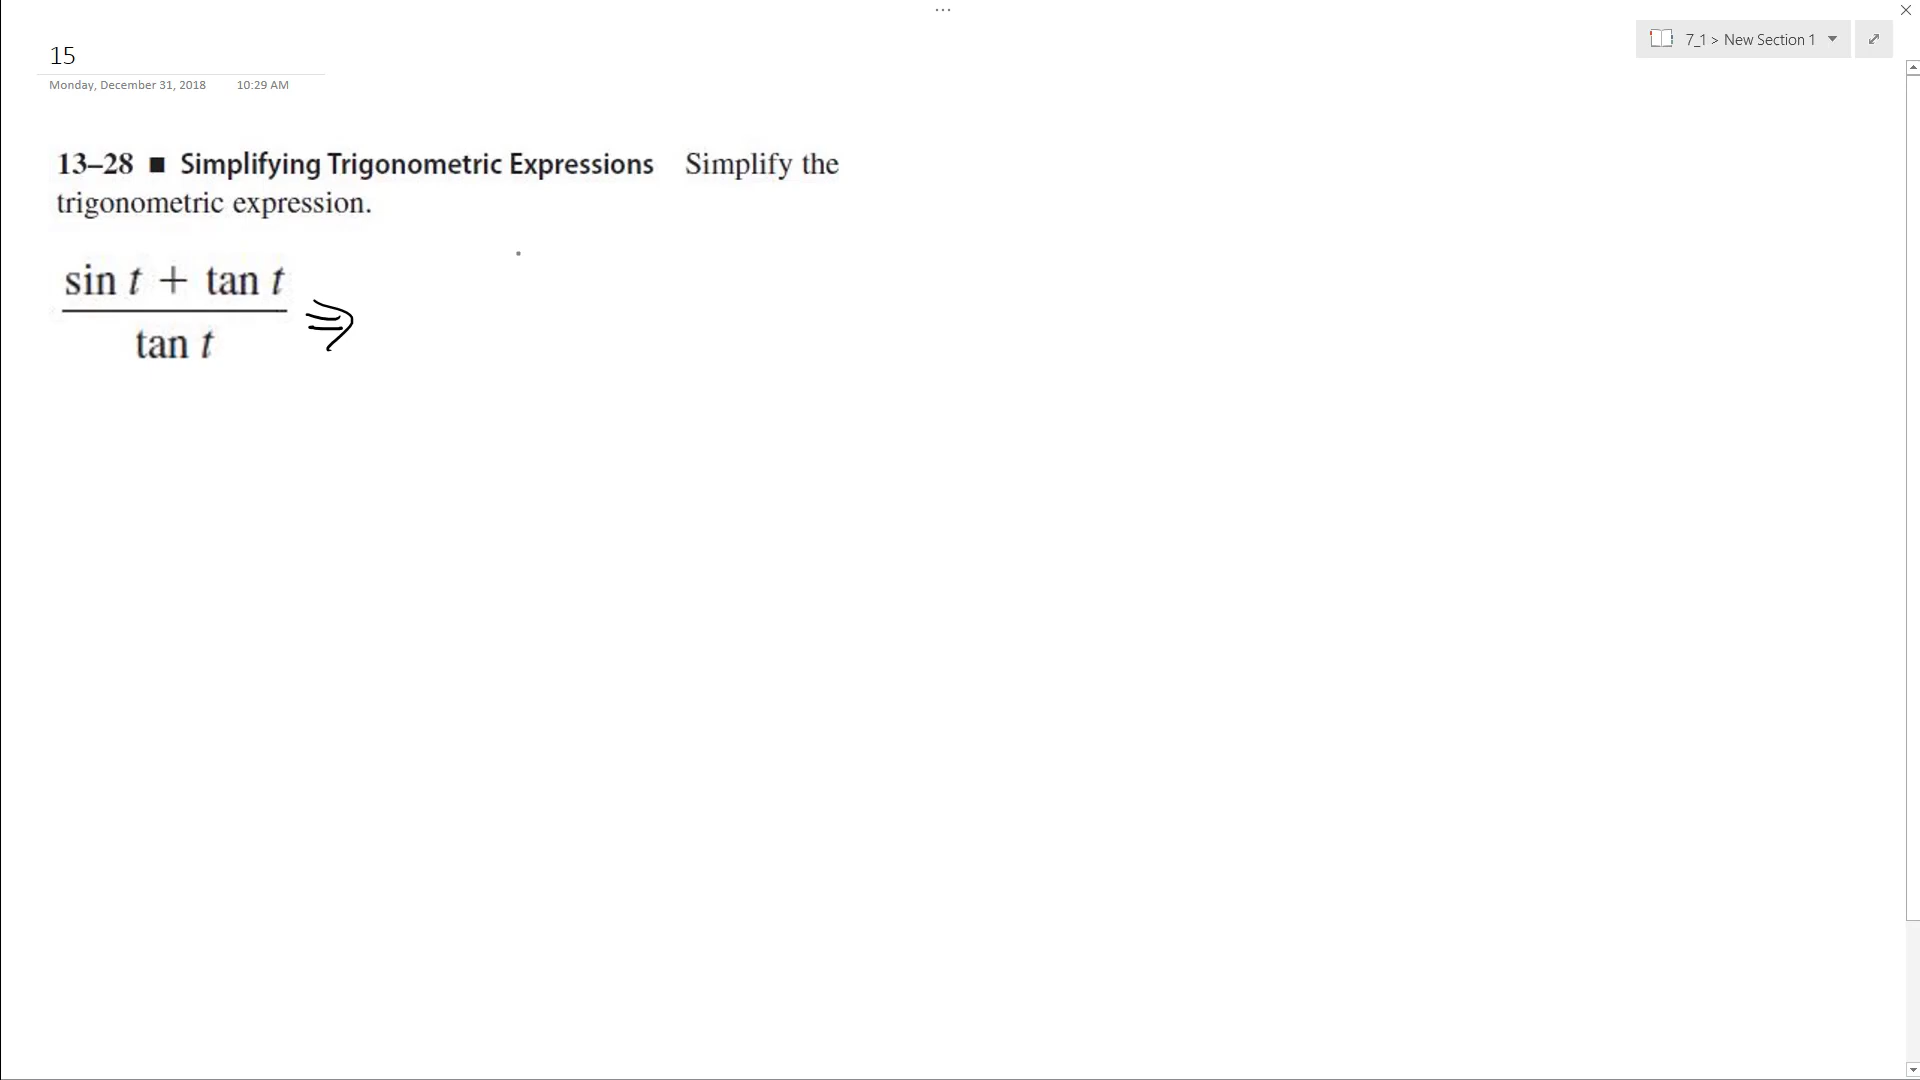 15
Monday, December 31, 2018 10:29 AM
7_1 > New Section 1
13–28 ■ Simplifying Trigonometric Expressions Simplify the
trigonometric expression.
sin t + tan t
tan t
⇒